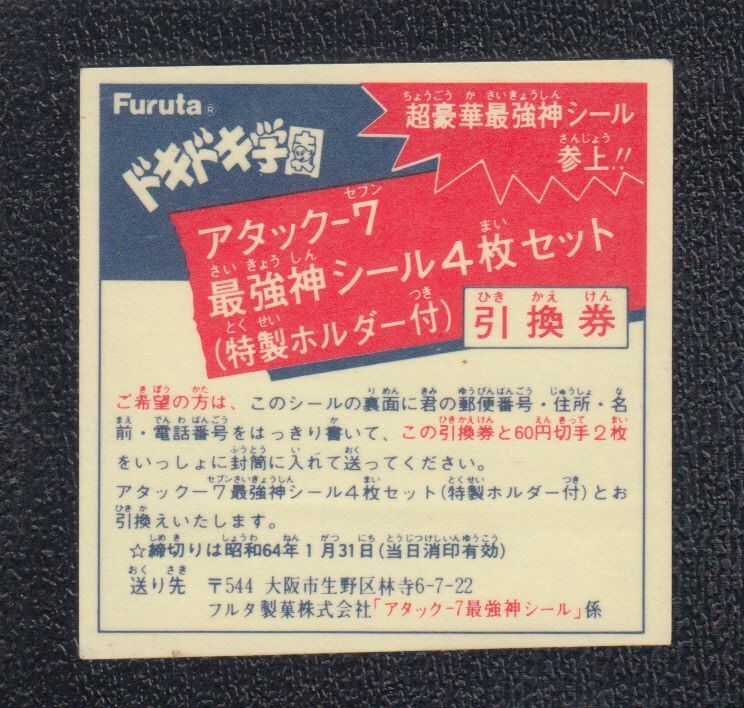 Furuta®
ドキドキ学園
超豪華最強神シール
参上!!
アタック-7
最強神シール4枚セット
(特製ホルダー付)
引換券
ご希望の方は、このシールの裏面に君の郵便番号・住所・名
前・電話番号をはっきり書いて、この引換券と60円切手2枚
をいっしょに封筒に入れて送ってください。
アタック-7最強神シール4枚セット(特製ホルダー付)とお
引換えいたします。
☆締切りは昭和64年1月31日(当日消印有効)
送り先 〒544 大阪市生野区林寺6-7-22
フルタ製菓株式会社「アタック-7最強神シール」係